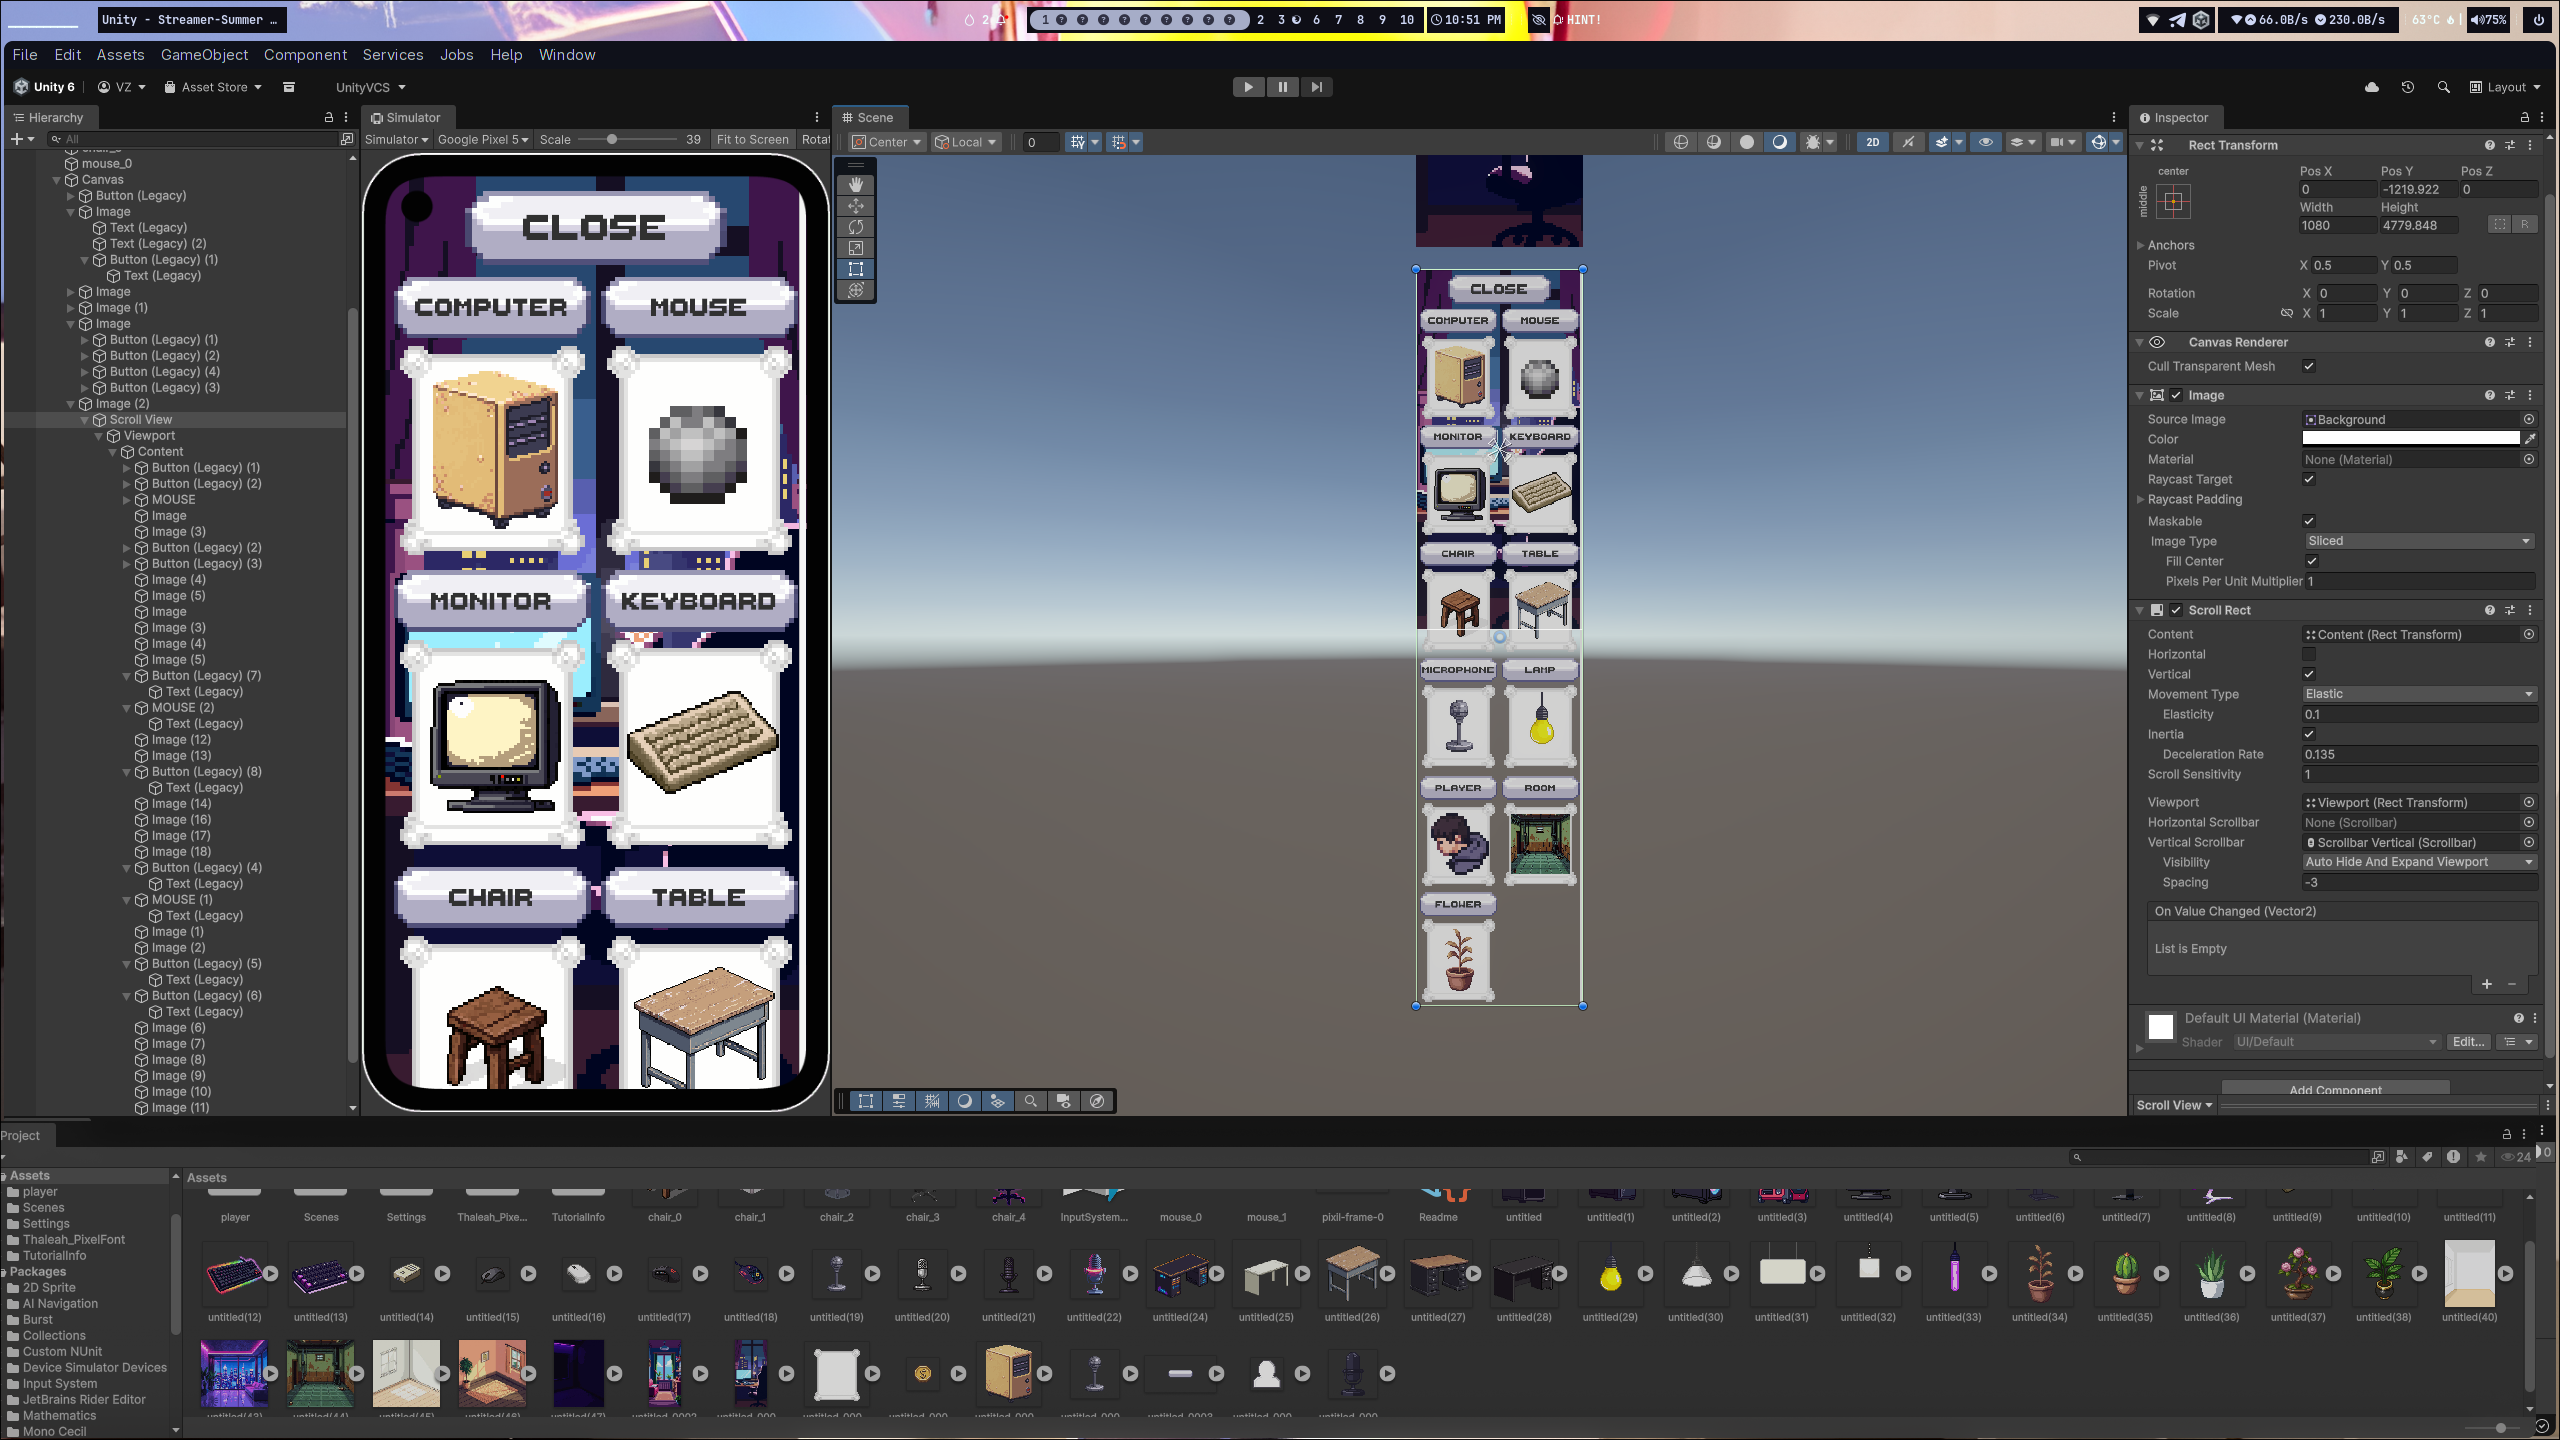 Unity - Streamer-Summer …
1
2 3 6 7 8 9 10
10:51 PM
HINT!
66.0B/s 230.0B/s
63°C
75%
File Edit Assets GameObject Component Services Jobs Help Window
Unity 6
VZ
Asset Store
UnityVCS
Layout
Hierarchy
All
mouse_0
Canvas
Button (Legacy)
Image
Text (Legacy)
Text (Legacy) (2)
Button (Legacy) (1)
Text (Legacy)
Image
Image (1)
Image
Button (Legacy) (1)
Button (Legacy) (2)
Button (Legacy) (4)
Button (Legacy) (3)
Image (2)
Scroll View
Viewport
Content
Button (Legacy) (1)
Button (Legacy) (2)
MOUSE
Image
Image (3)
Button (Legacy) (2)
Button (Legacy) (3)
Image (4)
Image (5)
Image
Image (3)
Image (4)
Image (5)
Button (Legacy) (7)
Text (Legacy)
MOUSE (2)
Text (Legacy)
Image (12)
Image (13)
Button (Legacy) (8)
Text (Legacy)
Image (14)
Image (16)
Image (17)
Image (18)
Button (Legacy) (4)
Text (Legacy)
MOUSE (1)
Text (Legacy)
Image (1)
Image (2)
Button (Legacy) (5)
Text (Legacy)
Button (Legacy) (6)
Text (Legacy)
Image (6)
Image (7)
Image (8)
Image (9)
Image (10)
Image (11)
Simulator
Simulator Google Pixel 5 Scale 39 Fit to Screen Rotat
CLOSE
COMPUTER MOUSE
MONITOR KEYBOARD
CHAIR TABLE
Scene
Center Local 0
2D
CLOSE
COMPUTER MOUSE
MONITOR KEYBOARD
CHAIR TABLE
MICROPHONE LAMP
PLAYER ROOM
FLOWER
Inspector
Rect Transform
center
middle
Pos X Pos Y Pos Z
0 -1219.922 0
Width Height
1080 4779.848
R
Anchors
Pivot X 0.5 Y 0.5
Rotation X 0 Y 0 Z 0
Scale X 1 Y 1 Z 1
Canvas Renderer
Cull Transparent Mesh
Image
Source Image Background
Color
Material None (Material)
Raycast Target
Raycast Padding
Maskable
Image Type Sliced
Fill Center
Pixels Per Unit Multiplier 1
Scroll Rect
Content Content (Rect Transform)
Horizontal
Vertical
Movement Type Elastic
Elasticity 0.1
Inertia
Deceleration Rate 0.135
Scroll Sensitivity 1
Viewport Viewport (Rect Transform)
Horizontal Scrollbar None (Scrollbar)
Vertical Scrollbar Scrollbar Vertical (Scrollbar)
Visibility Auto Hide And Expand Viewport
Spacing -3
On Value Changed (Vector2)
List is Empty
Default UI Material (Material)
Shader UI/Default Edit...
Add Component
Scroll View
Project
24
0
Assets
player
Scenes
Settings
Thaleah_PixelFont
TutorialInfo
Packages
2D Sprite
AI Navigation
Burst
Collections
Custom NUnit
Device Simulator Devices
Input System
JetBrains Rider Editor
Mathematics
Mono Cecil
Assets
player Scenes Settings Thaleah_Pixe... TutorialInfo chair_0 chair_1 chair_2 chair_3 chair_4 InputSystem... mouse_0 mouse_1 pixil-frame-0 Readme untitled untitled(1) untitled(2) untitled(3) untitled(4) untitled(5) untitled(6) untitled(7) untitled(8) untitled(9) untitled(10) untitled(11)
untitled(12) untitled(13) untitled(14) untitled(15) untitled(16) untitled(17) untitled(18) untitled(19) untitled(20) untitled(21) untitled(22) untitled(24) untitled(25) untitled(26) untitled(27) untitled(28) untitled(29) untitled(30) untitled(31) untitled(32) untitled(33) untitled(34) untitled(35) untitled(36) untitled(37) untitled(38) untitled(40)